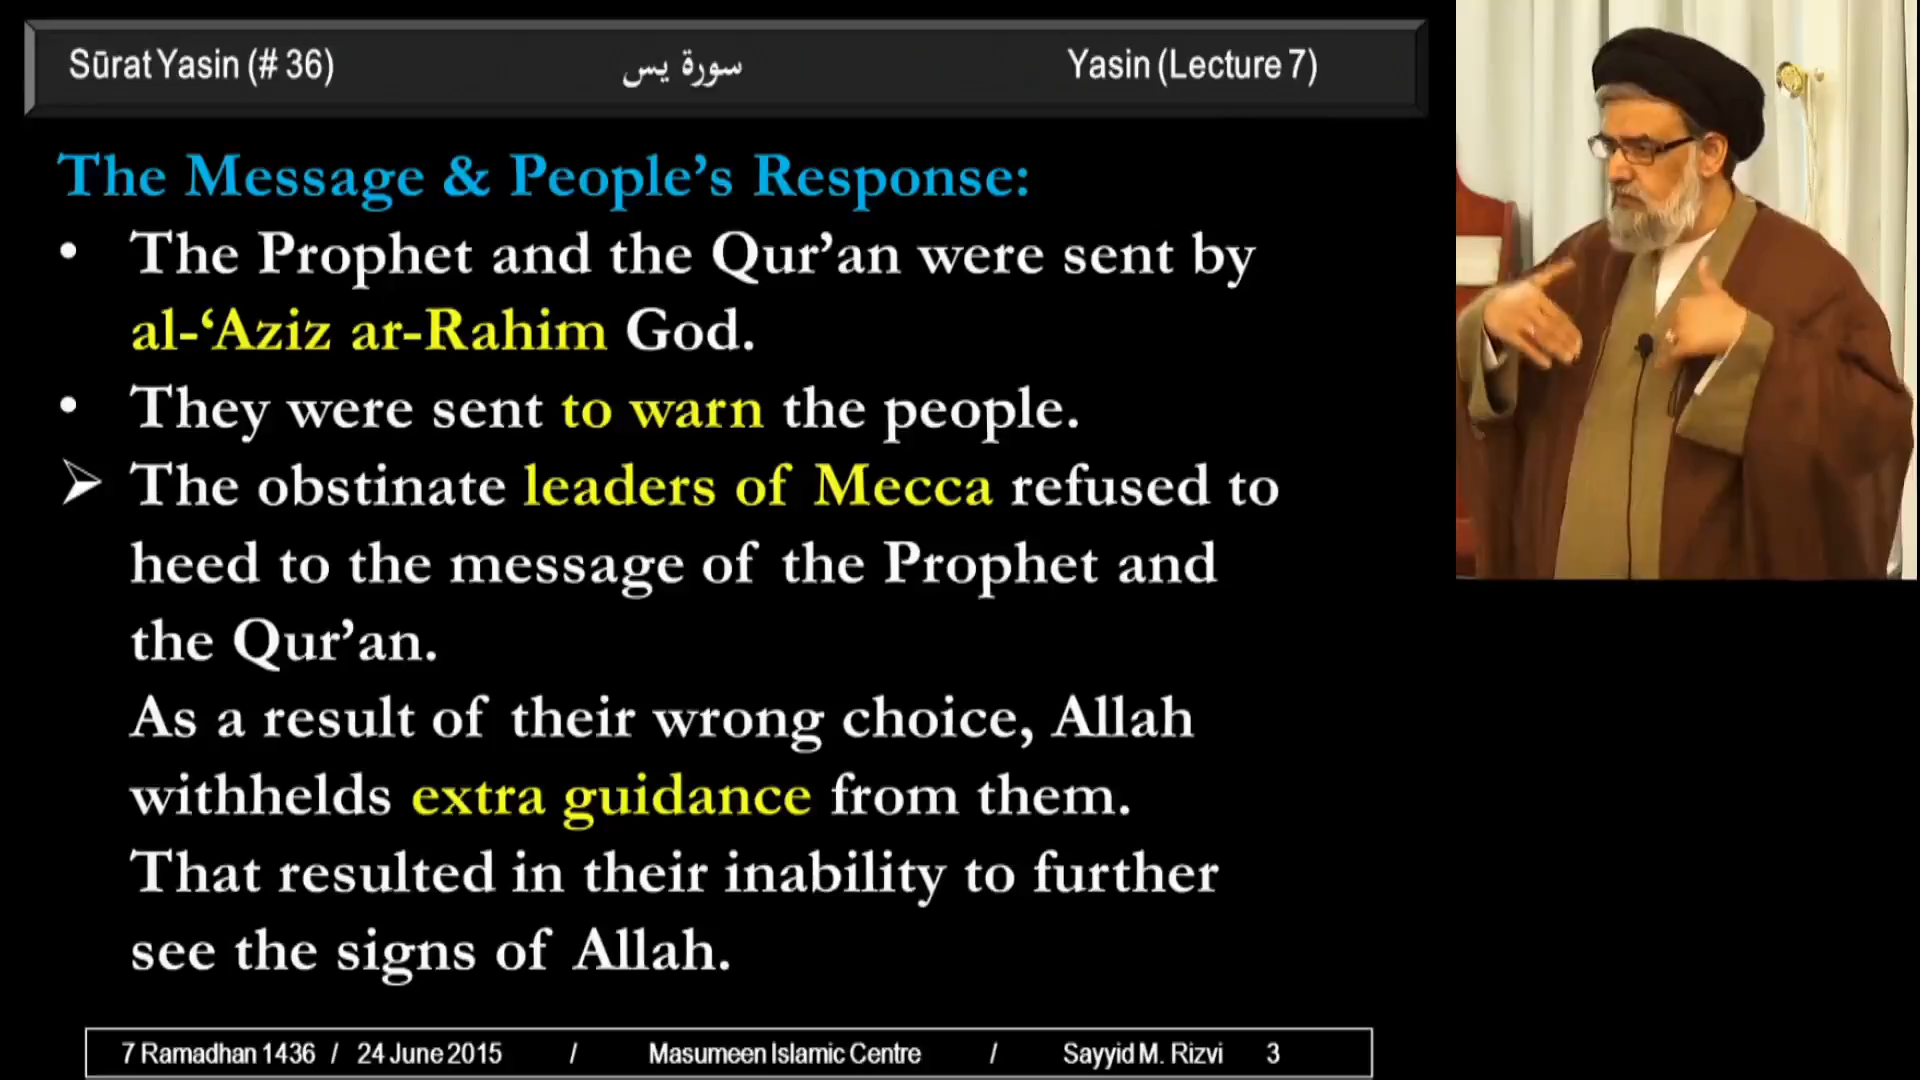 Sūrat Yasin (# 36) سورة يس Yasin (Lecture 7)
The Message & People’s Response:
• The Prophet and the Qur’an were sent by
al-‘Aziz ar-Rahim God.
• They were sent to warn the people.
➢ The obstinate leaders of Mecca refused to
heed to the message of the Prophet and
the Qur’an.
As a result of their wrong choice, Allah
withhelds extra guidance from them.
That resulted in their inability to further
see the signs of Allah.
7 Ramadhan 1436 / 24 June 2015 / Masumeen Islamic Centre / Sayyid M. Rizvi 3